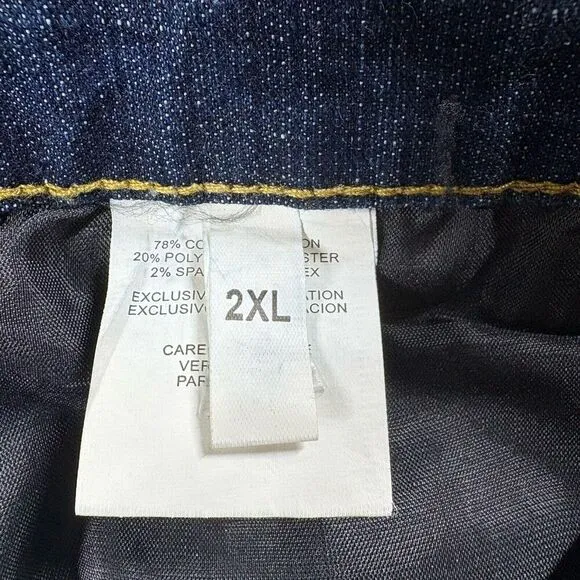 78% CO ON
20% POLY STER
2% SPA EX
EXCLUSIV ATION
EXCLUSIV ACION
2XL
CARE E
VER
PAR